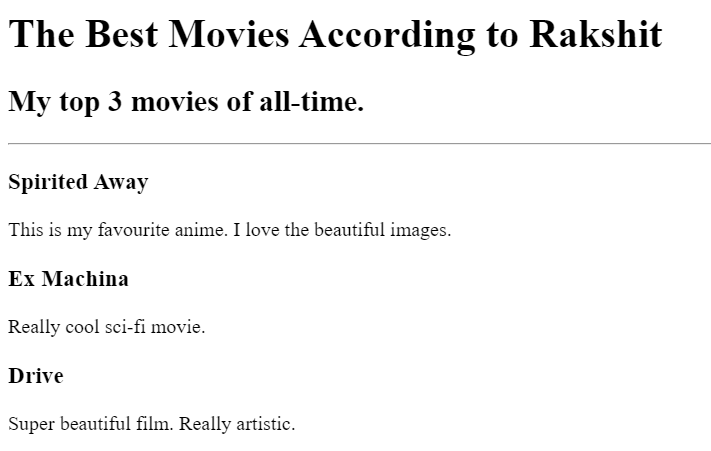 The Best Movies According to Rakshit
My top 3 movies of all-time.
Spirited Away
This is my favourite anime. I love the beautiful images.
Ex Machina
Really cool sci-fi movie.
Drive
Super beautiful film. Really artistic.